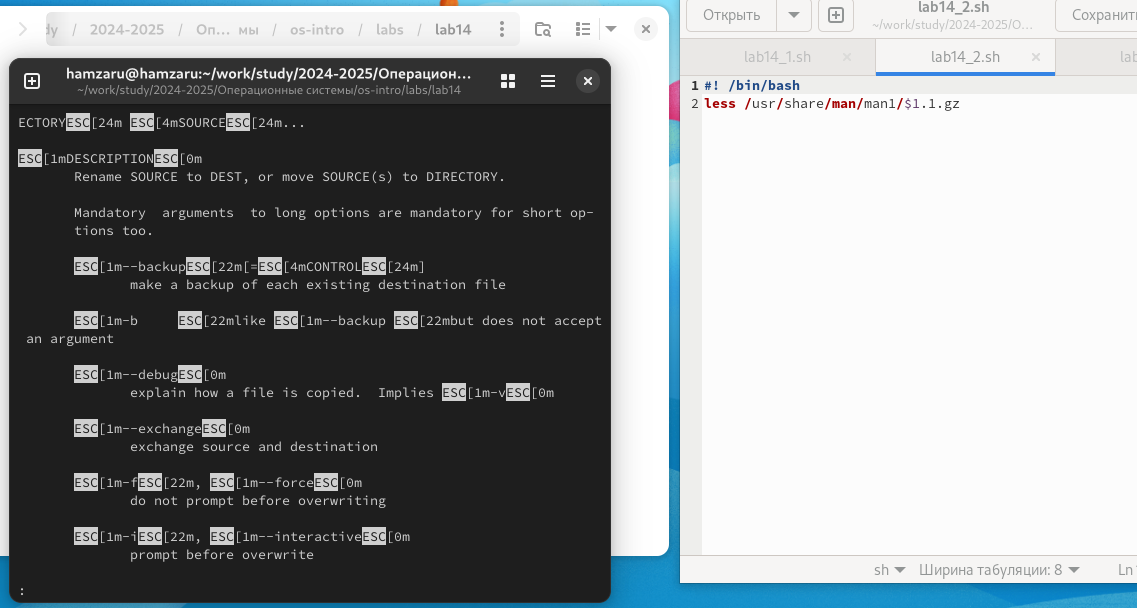 dy / 2024-2025 / Оп… мы / os-intro / labs / lab14
hamzaru@hamzaru:~/work/study/2024-2025/Операцион…
~/work/study/2024-2025/Операционные системы/os-intro/labs/lab14
ECTORYESC[24m ESC[4mSOURCEESC[24m...
ESC[1mDESCRIPTIONESC[0m
Rename SOURCE to DEST, or move SOURCE(s) to DIRECTORY.
Mandatory  arguments  to long options are mandatory for short op-
tions too.
ESC[1m--backupESC[22m[=ESC[4mCONTROLESC[24m]
make a backup of each existing destination file
ESC[1m-b     ESC[22mlike ESC[1m--backup ESC[22mbut does not accept
an argument
ESC[1m--debugESC[0m
explain how a file is copied.  Implies ESC[1m-vESC[0m
ESC[1m--exchangeESC[0m
exchange source and destination
ESC[1m-fESC[22m, ESC[1m--forceESC[0m
do not prompt before overwriting
ESC[1m-iESC[22m, ESC[1m--interactiveESC[0m
prompt before overwrite
:
Открыть
lab14_2.sh
~/work/study/2024-2025/О…
Сохранить
lab14_1.sh
lab14_2.sh
lab
1 #! /bin/bash
2 less /usr/share/man/man1/$1.1.gz
sh
Ширина табуляции: 8
Ln